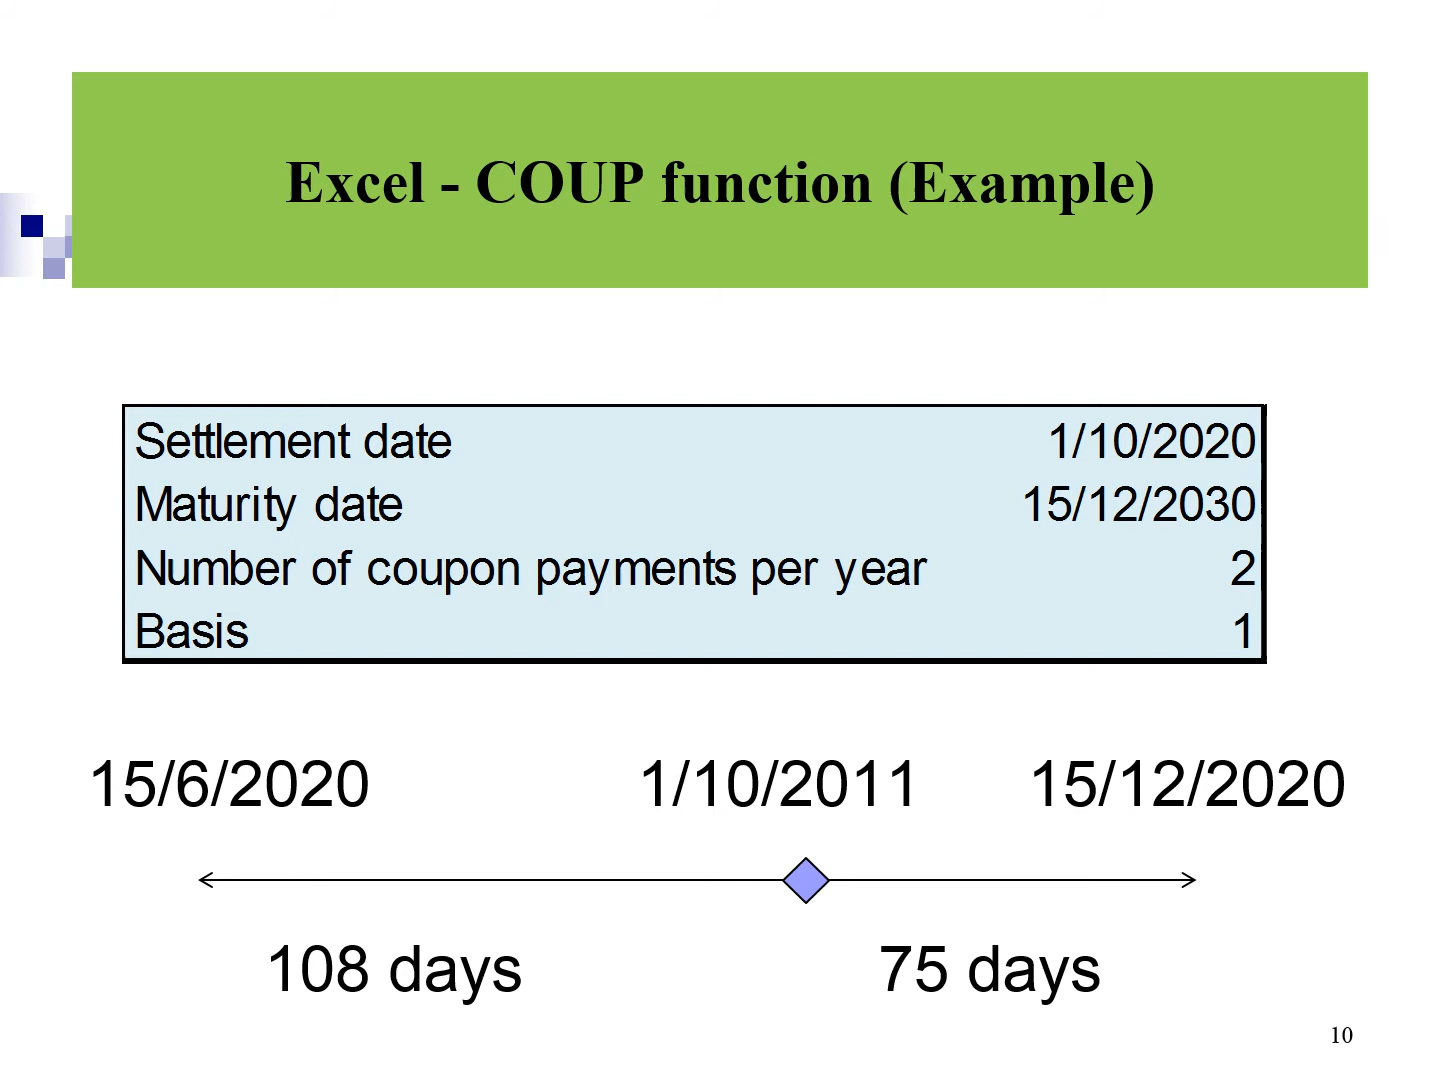 Excel - COUP function (Example)
Settlement date 1/10/2020
Maturity date 15/12/2030
Number of coupon payments per year 2
Basis 1
15/6/2020 1/10/2011 15/12/2020
108 days 75 days
10